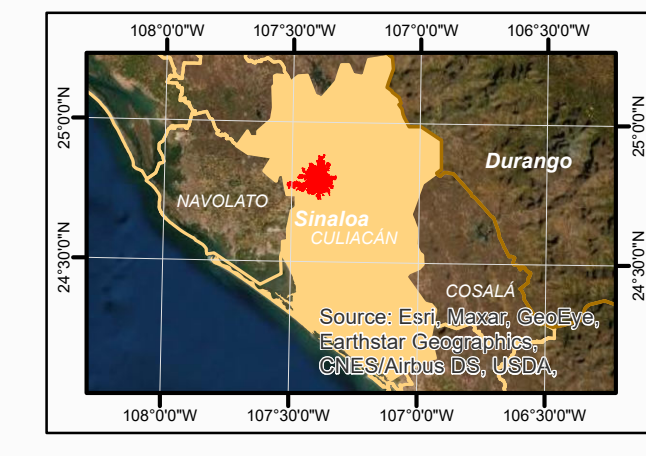 108°0'0"W 107°30'0"W 107°0'0"W 106°30'0"W
25°0'0"N
25°0'0"N
Durango
NAVOLATO
Sinaloa
CULIACÁN
24°30'0"N
24°30'0"N
COSALÁ
Source: Esri, Maxar, GeoEye,
Earthstar Geographics,
CNES/Airbus DS, USDA,
108°0'0"W 107°30'0"W 107°0'0"W 106°30'0"W